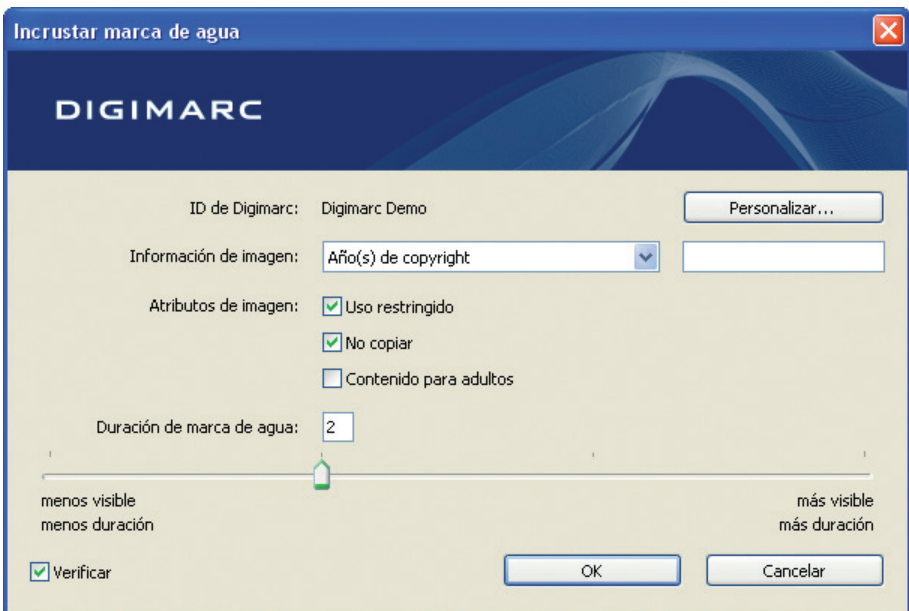 Incrustar marca de agua
DIGIMARC
ID de Digimarc: Digimarc Demo Personalizar...
Información de imagen: Año(s) de copyright
Atributos de imagen: Uso restringido
No copiar
Contenido para adultos
Duración de marca de agua: 2
menos visible más visible
menos duración más duración
Verificar OK Cancelar